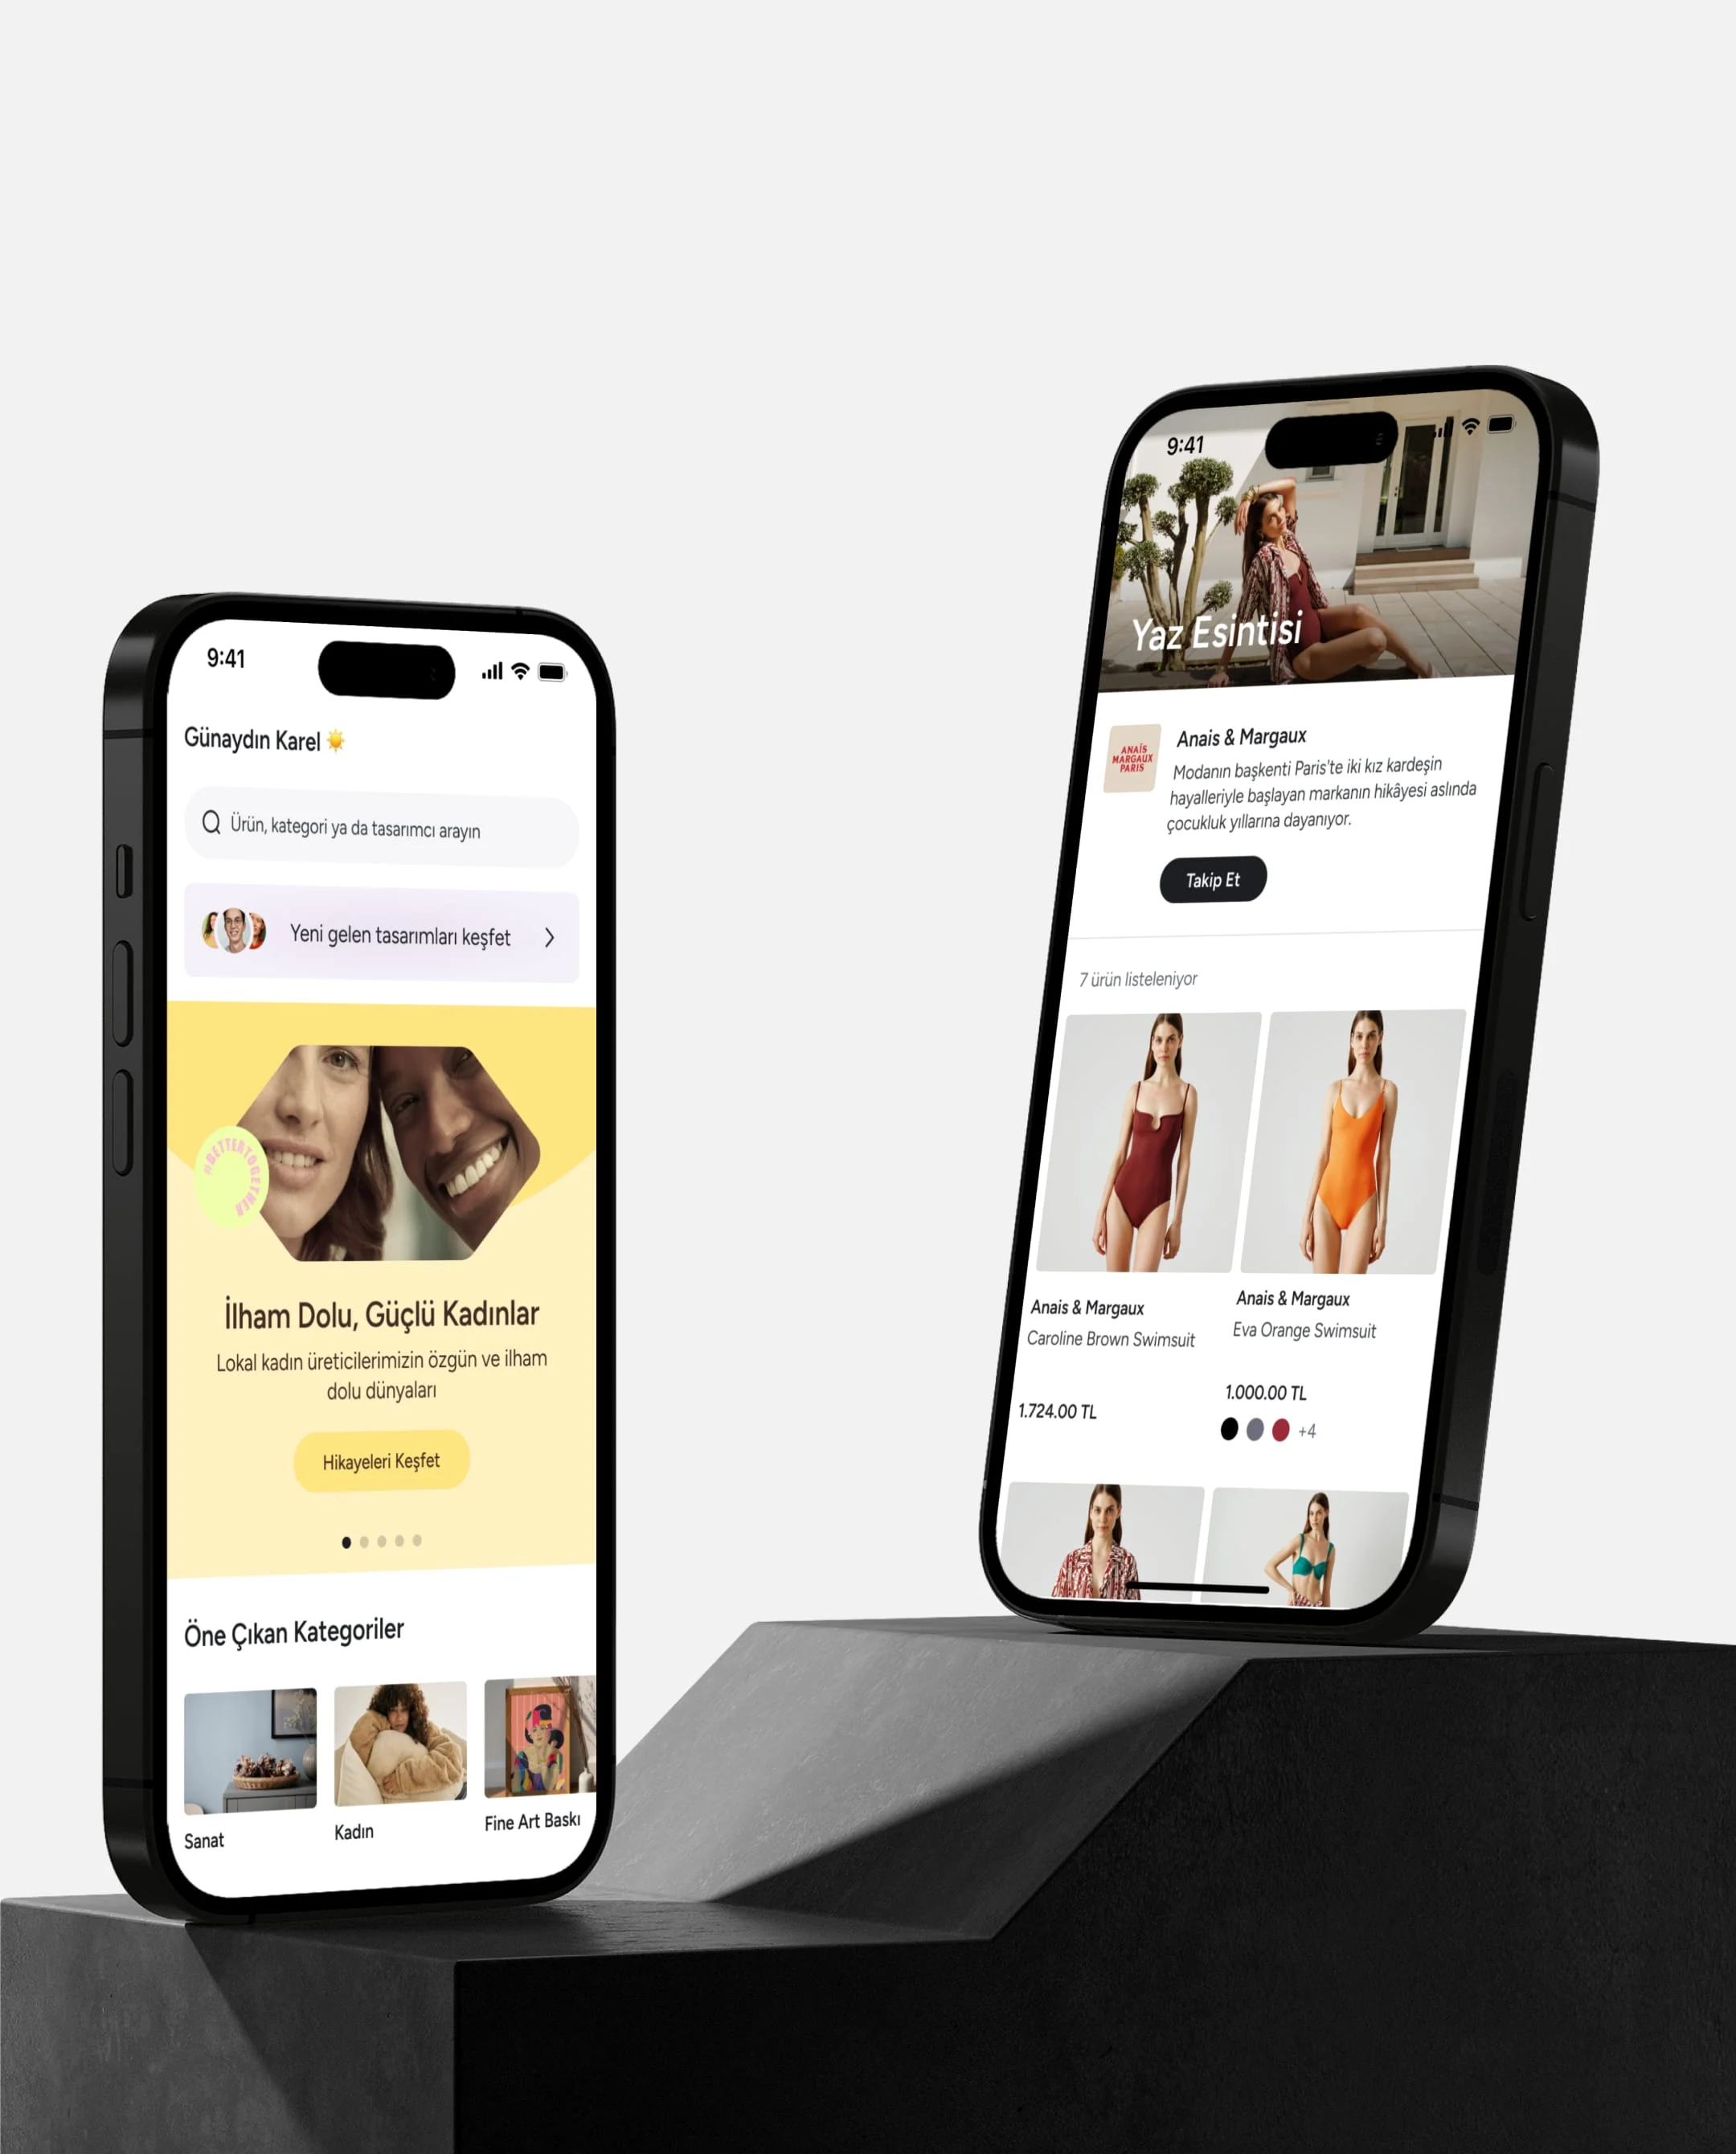 9:41
Günaydın Karel
Ürün, kategori ya da tasarımcı arayın
Yeni gelen tasarımları keşfet
#BETTERTOGETHER
İlham Dolu, Güçlü Kadınlar
Lokal kadın üreticilerimizin özgün ve ilham
dolu dünyaları
Hikayeleri Keşfet
Öne Çıkan Kategoriler
Sanat
Kadın
Fine Art Baskı
9:41
Yaz Esintisi
ANAÏS
MARGAUX
PARIS
Anais & Margaux
Modanın başkenti Paris'te iki kız kardeşin
hayalleriyle başlayan markanın hikâyesi aslında
çocukluk yıllarına dayanıyor.
Takip Et
7 ürün listeleniyor
Anais & Margaux
Caroline Brown Swimsuit
1.724.00 TL
Anais & Margaux
Eva Orange Swimsuit
1.000.00 TL
+4